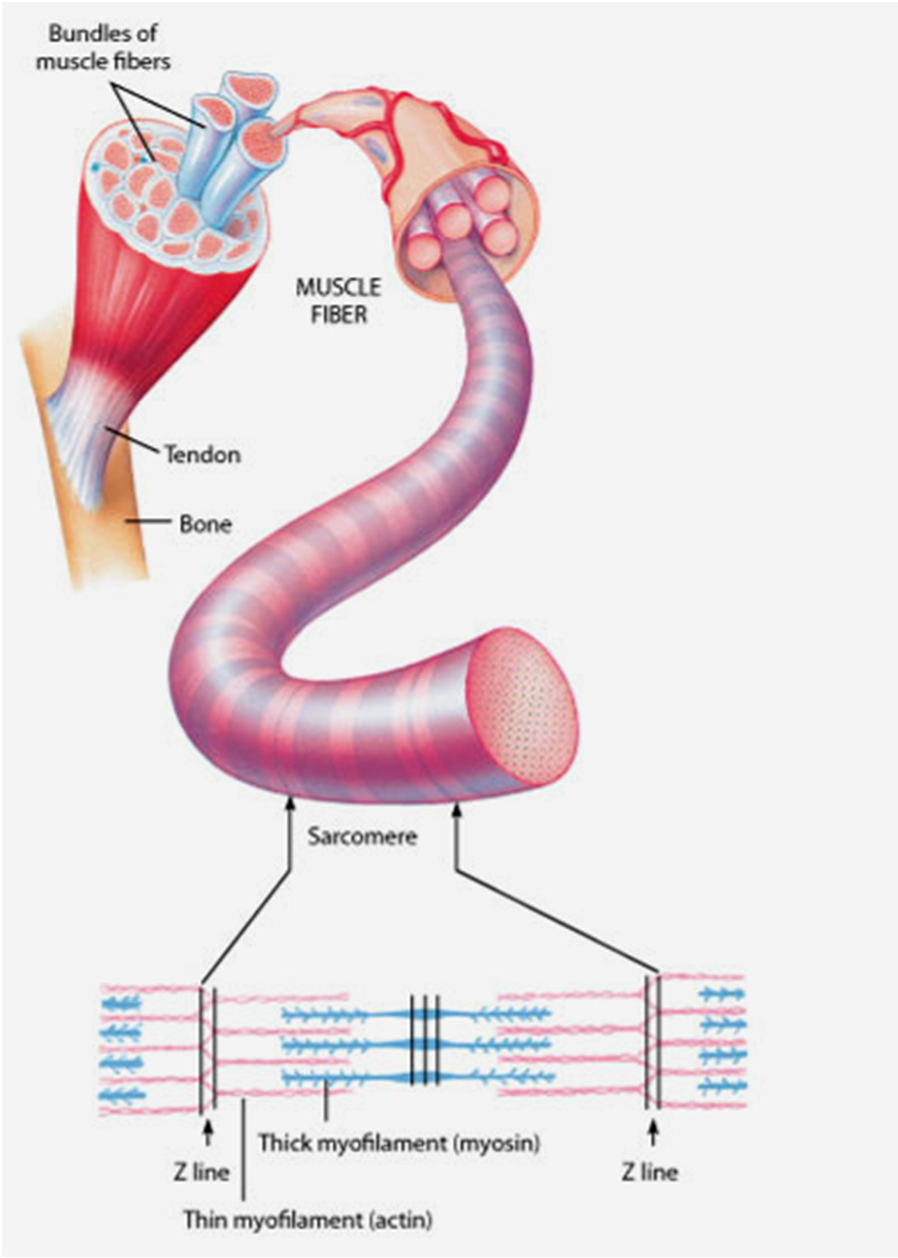 Bundles of
muscle fibers
MUSCLE
FIBER
Tendon
Bone
Sarcomere
Thick myofilament (myosin)
Z line
Z line
Thin myofilament (actin)